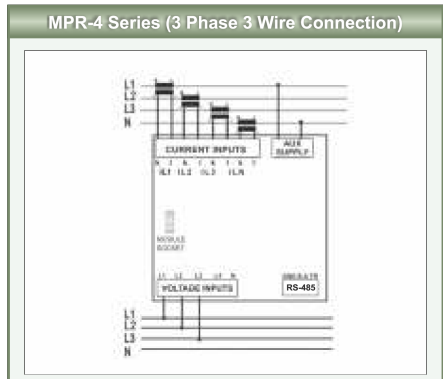 MPR-4 Series (3 Phase 3 Wire Connection)
L1
L2
L3
N
CURRENT INPUTS
AUX
SUPPLY
IL1 IL2 IL3 ILN
MODULE
SOCKET
L1 L2 L3 N
VOLTAGE INPUTS
RS-485
L1
L2
L3
N